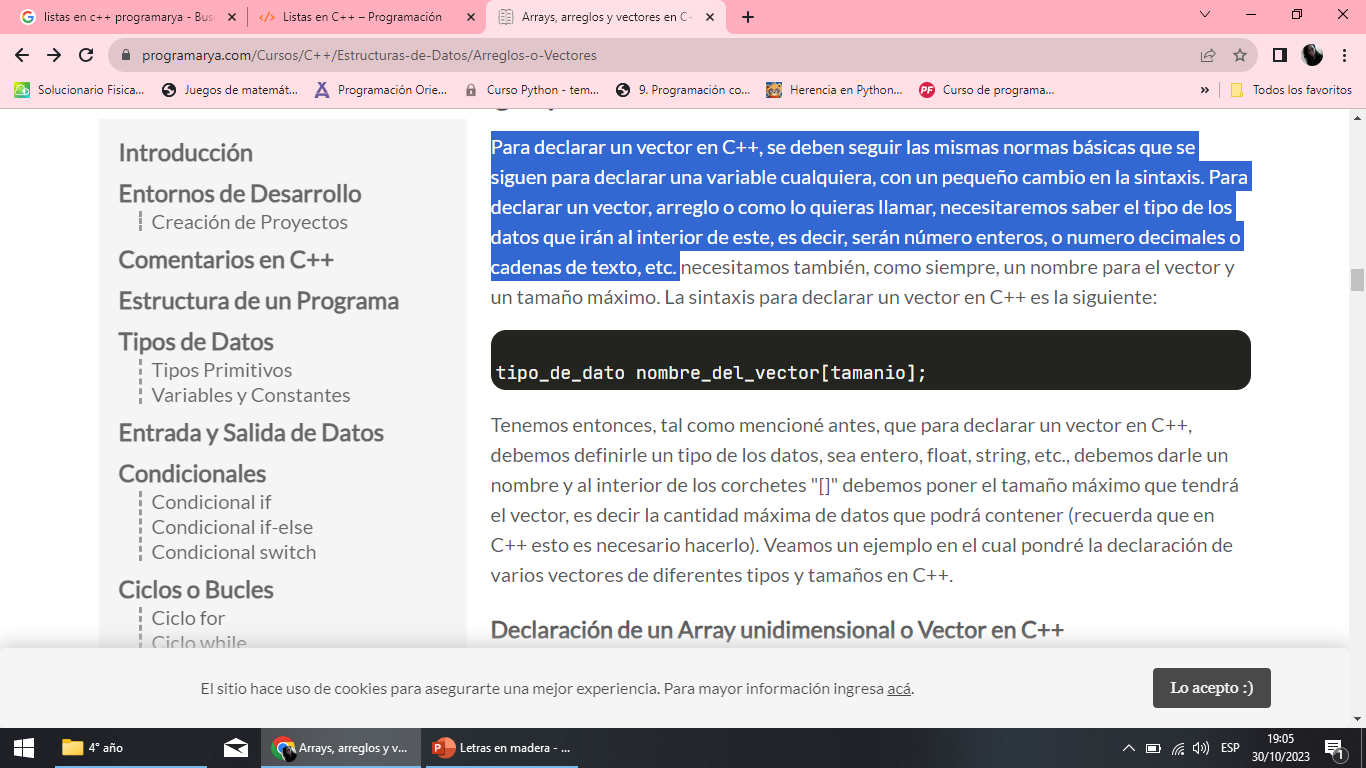 listas en c++ programarya - Bus
Listas en C++ – Programación
Arrays, arreglos y vectores en C+
programarya.com/Cursos/C++/Estructuras-de-Datos/Arreglos-o-Vectores
Solucionario Fisica...
Juegos de matemát...
Programación Orie...
Curso Python - tem...
9. Programación co...
Herencia en Python...
PF
Curso de programa...
»
Todos los favoritos
Introducción
Entornos de Desarrollo
Creación de Proyectos
Comentarios en C++
Estructura de un Programa
Tipos de Datos
Tipos Primitivos
Variables y Constantes
Entrada y Salida de Datos
Condicionales
Condicional if
Condicional if-else
Condicional switch
Ciclos o Bucles
Ciclo for
Ciclo while
Para declarar un vector en C++, se deben seguir las mismas normas básicas que se
siguen para declarar una variable cualquiera, con un pequeño cambio en la sintaxis. Para
declarar un vector, arreglo o como lo quieras llamar, necesitaremos saber el tipo de los
datos que irán al interior de este, es decir, serán número enteros, o numero decimales o
cadenas de texto, etc. necesitamos también, como siempre, un nombre para el vector y
un tamaño máximo. La sintaxis para declarar un vector en C++ es la siguiente:
tipo_de_dato nombre_del_vector[tamanio];
Tenemos entonces, tal como mencioné antes, que para declarar un vector en C++,
debemos definirle un tipo de los datos, sea entero, float, string, etc., debemos darle un
nombre y al interior de los corchetes "[]" debemos poner el tamaño máximo que tendrá
el vector, es decir la cantidad máxima de datos que podrá contener (recuerda que en
C++ esto es necesario hacerlo). Veamos un ejemplo en el cual pondré la declaración de
varios vectores de diferentes tipos y tamaños en C++.
Declaración de un Array unidimensional o Vector en C++
El sitio hace uso de cookies para asegurarte una mejor experiencia. Para mayor información ingresa acá.
Lo acepto :)
4° año
Arrays, arreglos y v...
Letras en madera - ...
ESP
19:05
30/10/2023
1